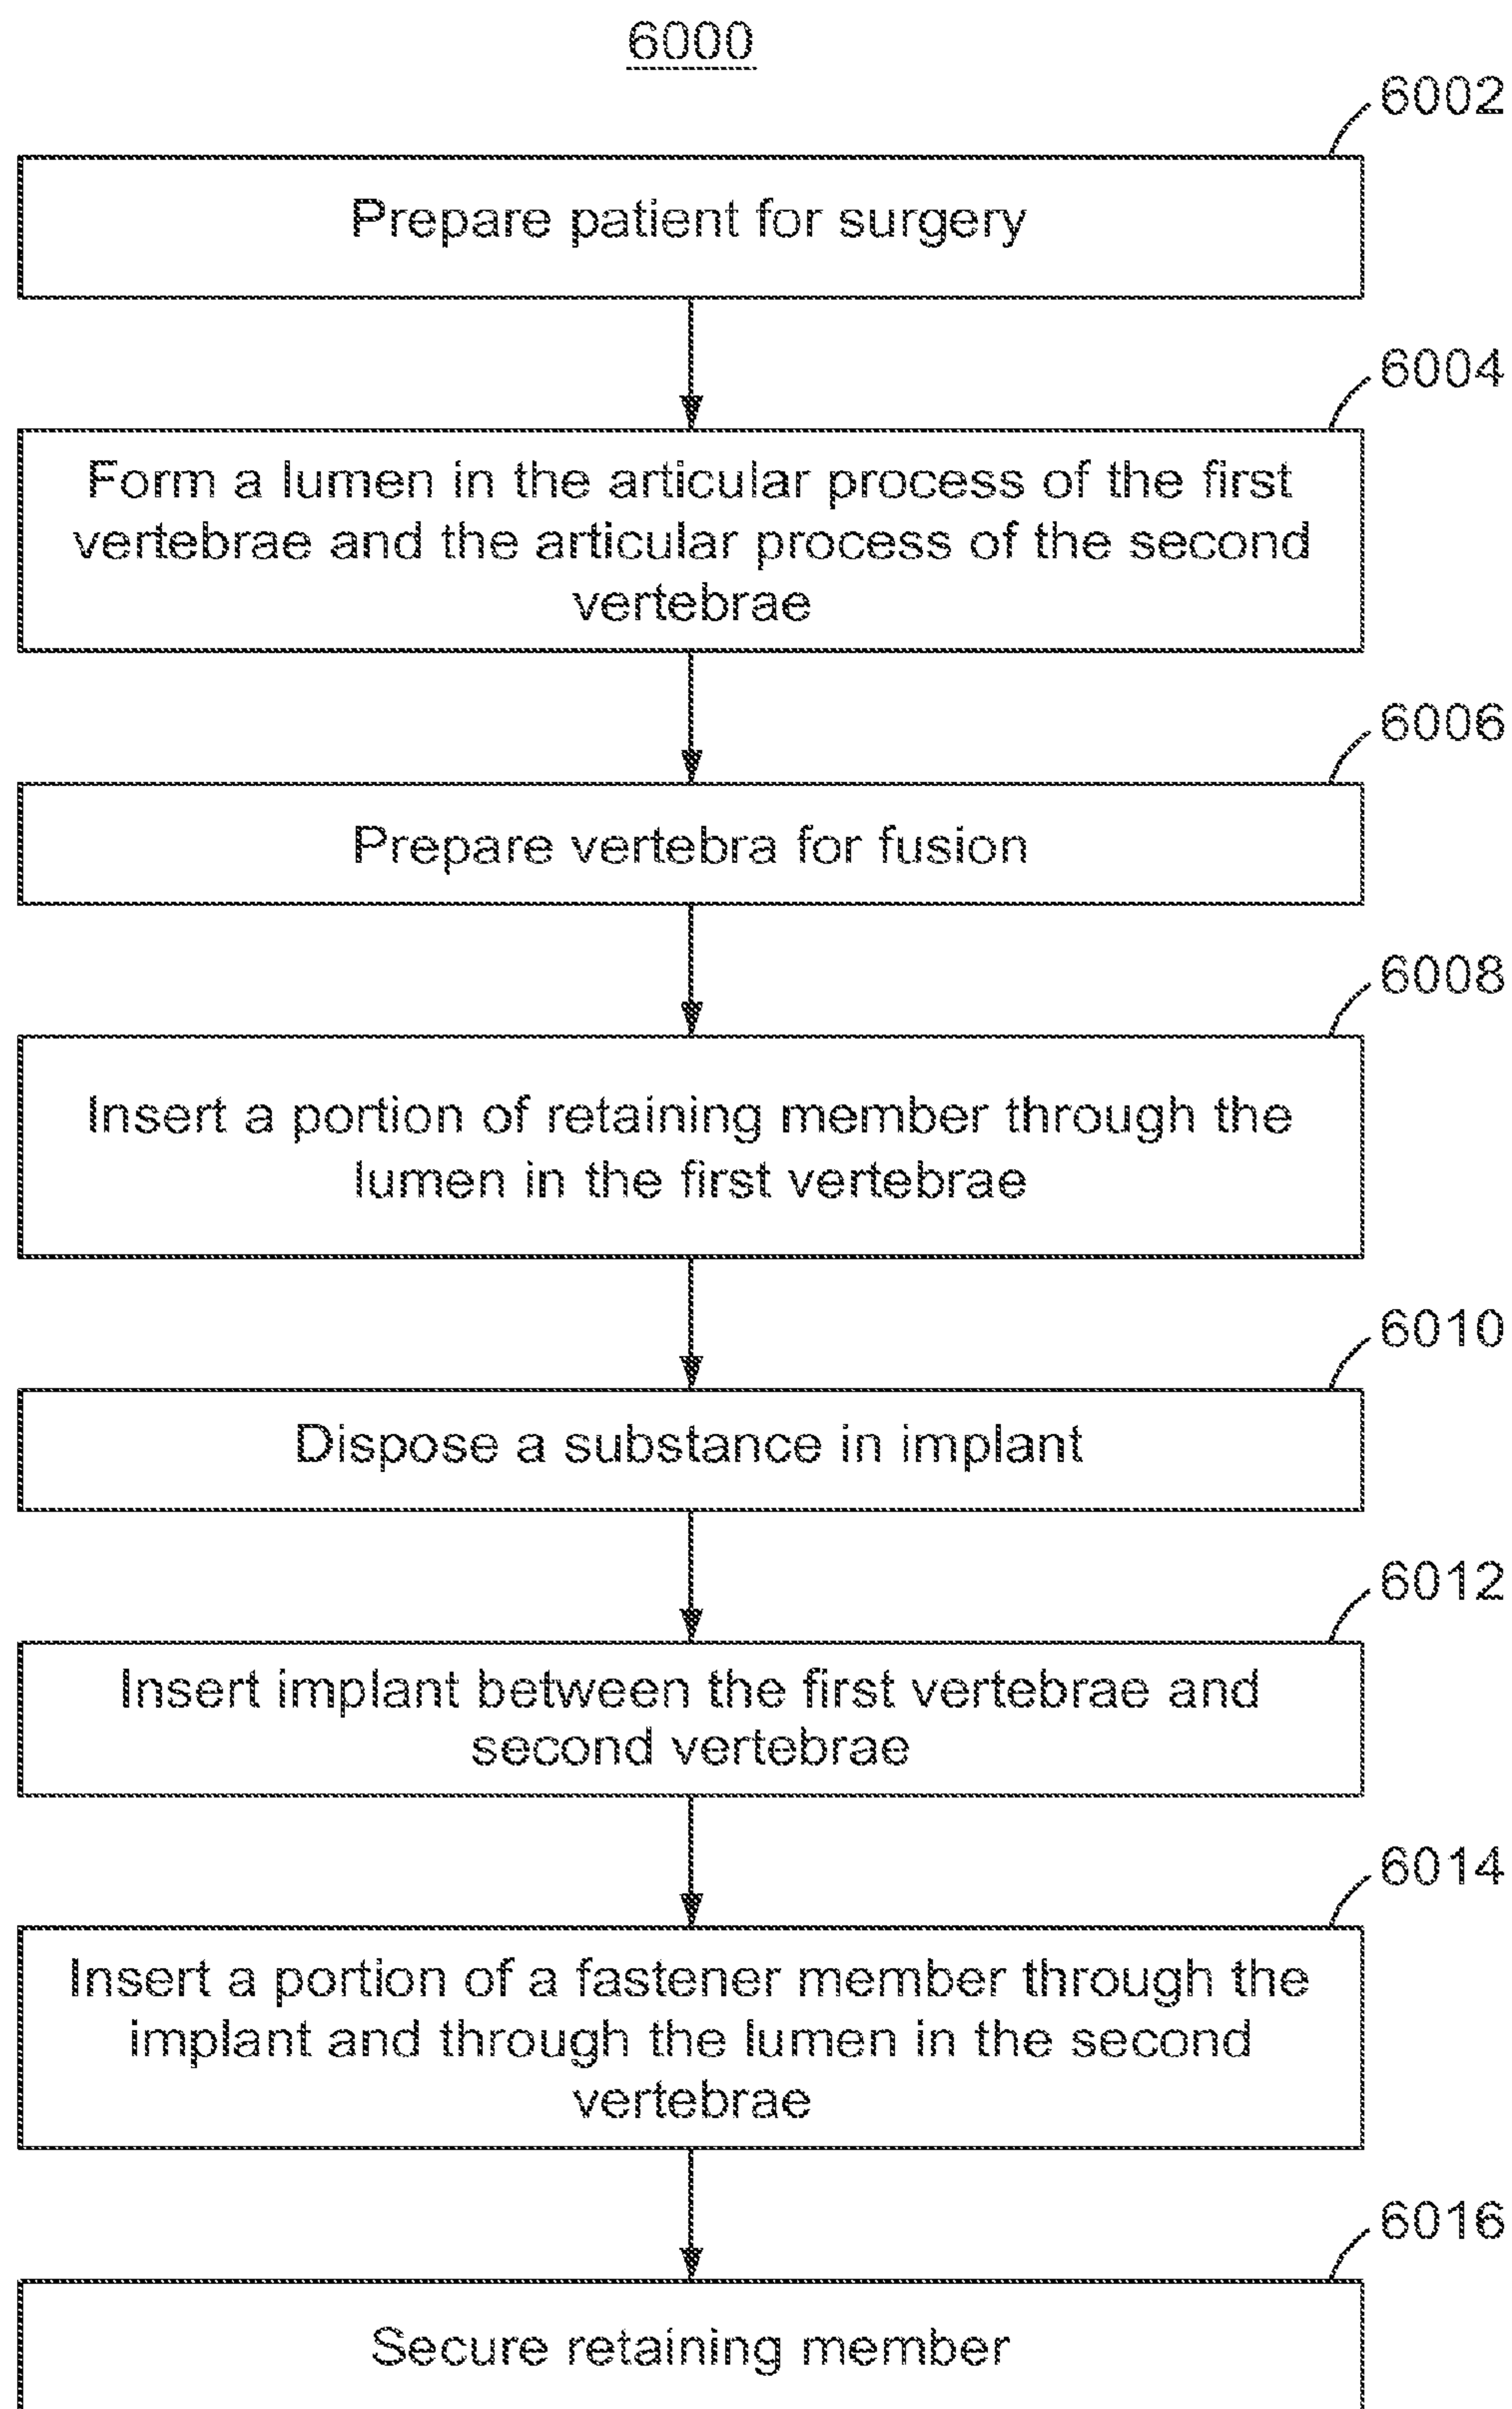 6000
6002
Prepare patient for surgery
6004
Form a lumen in the articular process of the first
vertebrae and the articular process of the second
vertebrae
6006
Prepare vertebra for fusion
6008
Insert a portion of retaining member through the
lumen in the first vertebrae
6010
Dispose a substance in implant
6012
Insert implant between the first vertebrae and
second vertebrae
6014
Insert a portion of a fastener member through the
implant and through the lumen in the second
vertebrae
6016
Secure retaining member